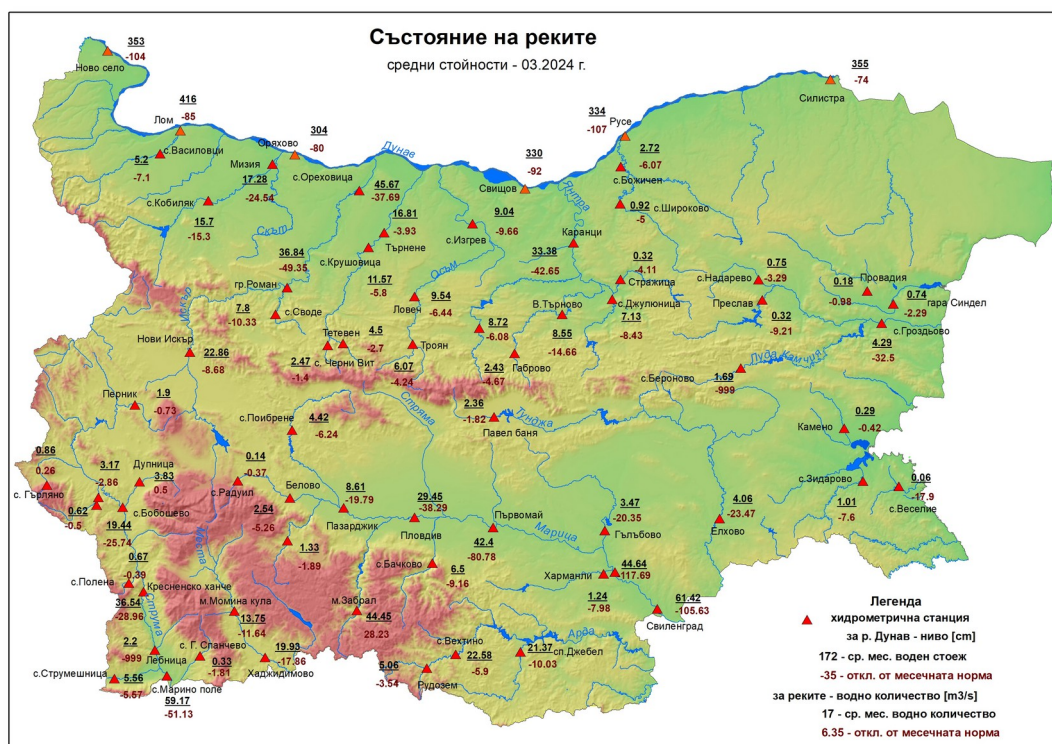 Състояние на реките
средни стойности - 03.2024 г.
353
-104
Ново село
355
-74
Силистра
416
-85
Лом
334
Русе
-107
304
Оряхово
-80
Дунав
330
-92
Свищов
5.2
с.Василовци
-7.1
Мизия
17.28
-24.54
с.Ореховица
45.67
-37.69
2.72
-6.07
с.Божичен
с.Кобиляк
15.7
-15.3
Скът
16.81
-3.93
Търнене
с.Крушовица
11.57
-5.8
9.04
-9.66
с.Изгрев
Янтра
0.92
-5
с.Широково
33.38
Каранци
-42.65
36.84
-49.35
гр.Роман
Осъм
0.32
-4.11
Стражица
с.Надарево
0.75
-3.29
Провадия
0.18
-0.98
0.74
-2.29
гара Синдел
7.8
-10.33
с.Своде
9.54
-6.44
Ловеч
В.Търново
с.Джулюница
7.13
-8.43
Преслав
0.32
-9.21
с.Гроздьово
4.29
-32.5
Искър
Нови Искър
22.86
-8.68
Тетевен
4.5
-2.7
2.47
-1.4
с. Черни Вит
Троян
6.07
-4.24
8.72
-6.08
8.55
-14.66
2.43
-4.67
Габрово
Луда Камчия
с.Бероново
1.69
-999
Перник
1.9
-0.73
Стряма
2.36
-1.82
Павел баня
Тунджа
с.Поибрене
4.42
-6.24
0.29
-0.42
Камено
0.86
0.26
с. Гърляно
3.17
-2.86
Дупница
3.83
0.5
0.14
-0.37
с.Радуил
Белово
8.61
-19.79
Пазарджик
29.45
-38.29
Пловдив
с.Зидарово
1.01
-7.6
0.06
-17.9
с.Веселие
0.62
-0.5
с.Бобошево
19.44
-25.74
2.54
-5.26
Първомай
42.4
-80.78
Марица
3.47
-20.35
Гълъбово
4.06
-23.47
Елхово
0.67
-0.39
с.Полена
Кресненско ханче
36.54
-28.96
Места
1.33
-1.89
с.Бачково
6.5
-9.16
Харманли
1.24
-7.98
44.64
117.69
61.42
-105.63
Свиленград
Струма
м.Момина кула
13.75
-11.64
м.Забрал
44.45
28.23
Арда
2.2
-999
Лебница
с. Г. Спанчево
0.33
-1.81
19.93
-17.86
Хаджидимово
с.Вехтино
22.58
-5.9
21.37
сп.Джебел
-10.03
5.06
-3.54
Рудозем
с.Струмешница
5.56
-5.57
с.Марино поле
59.17
-51.13
Легенда
хидрометрична станция
за р. Дунав - ниво [cm]
172 - ср. мес. воден стоеж
-35 - откл. от месечната норма
за реките - водно количество [m3/s]
17 - ср. мес. водно количество
6.35 - откл. от месечната норма